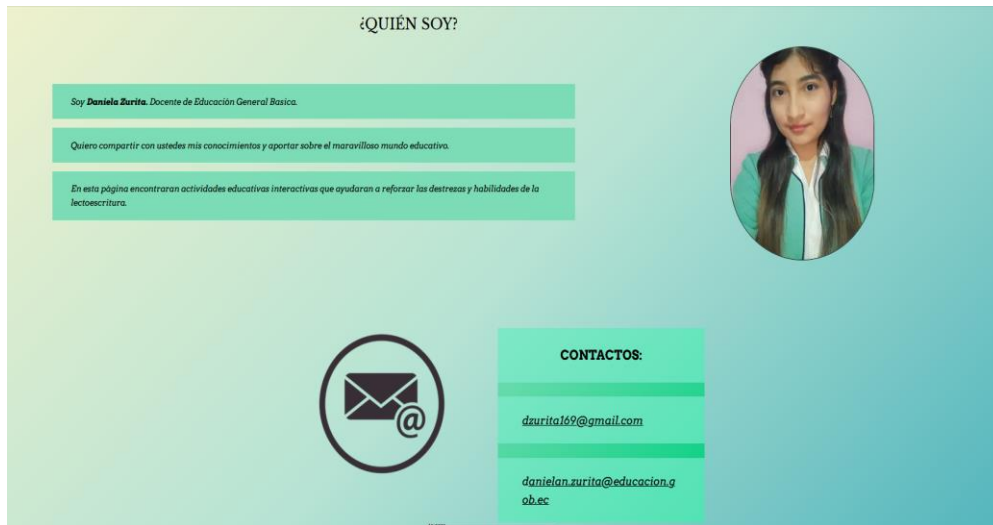 ¿QUIÉN SOY?
Soy Daniela Zurita. Docente de Educación General Basica.
Quiero compartir con ustedes mis conocimientos y aportar sobre el maravilloso mundo educativo.
En esta página encontraran actividades educativas interactivas que ayudaran a reforzar las destrezas y habilidades de la
lectoescritura.
@
CONTACTOS:
dzurita169@gmail.com
danielan.zurita@educacion.g
ob.ec